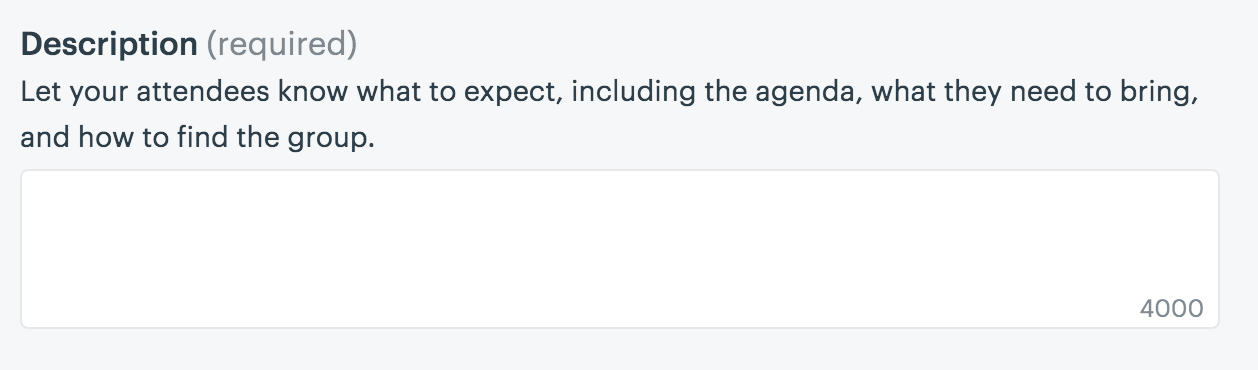 Description (required)
Let your attendees know what to expect, including the agenda, what they need to bring,
and how to find the group.
4000